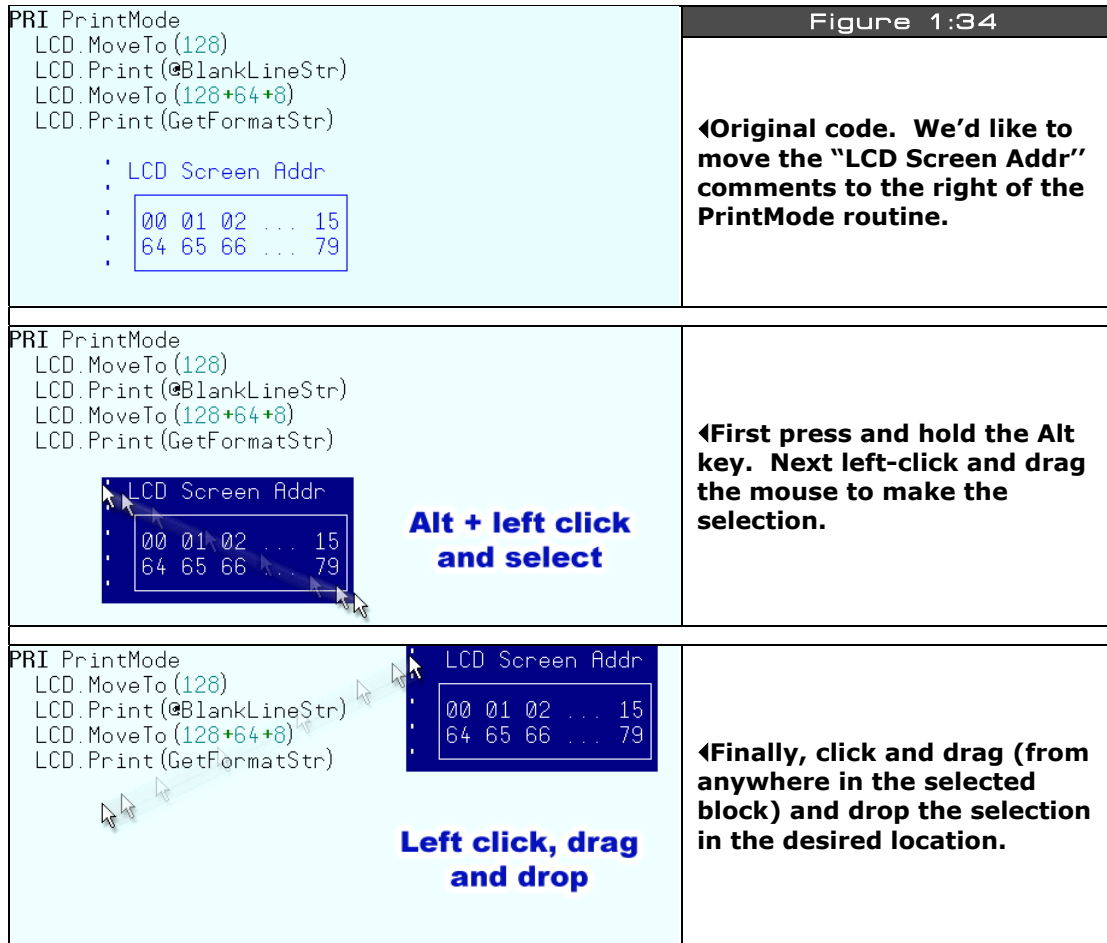 PRI PrintMode
LCD.MoveTo(128)
LCD.Print(@BlankLineStr)
LCD.MoveTo(128+64+8)
LCD.Print(GetFormatStr)
' LCD Screen Addr
'
' 00 01 02 ... 15
' 64 65 66 ... 79
'
Figure 1:34
Original code. We'd like to
move the “LCD Screen Addr”
comments to the right of the
PrintMode routine.
PRI PrintMode
LCD.MoveTo(128)
LCD.Print(@BlankLineStr)
LCD.MoveTo(128+64+8)
LCD.Print(GetFormatStr)
' LCD Screen Addr
'
' 00 01 02 ... 15
' 64 65 66 ... 79
'
Alt + left click
and select
First press and hold the Alt
key. Next left-click and drag
the mouse to make the
selection.
PRI PrintMode
LCD.MoveTo(128)
LCD.Print(@BlankLineStr)
LCD.MoveTo(128+64+8)
LCD.Print(GetFormatStr)
' LCD Screen Addr
'
' 00 01 02 ... 15
' 64 65 66 ... 79
'
Left click, drag
and drop
Finally, click and drag (from
anywhere in the selected
block) and drop the selection
in the desired location.